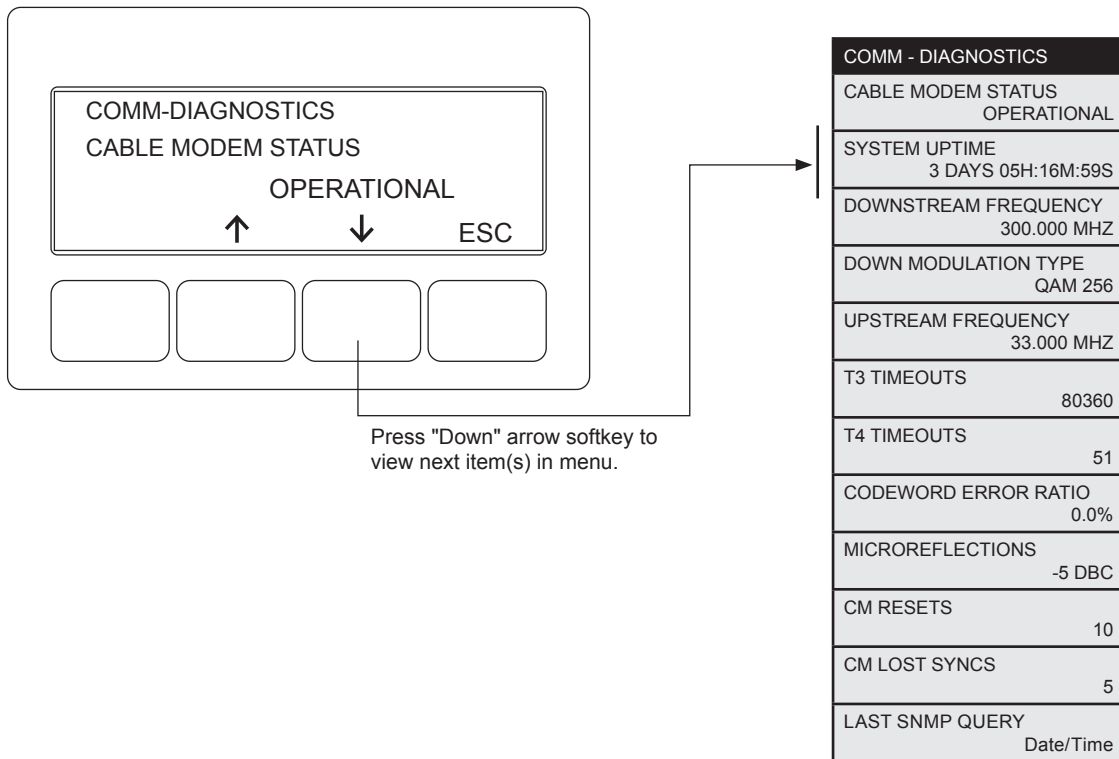 COMM-DIAGNOSTICS
CABLE MODEM STATUS
OPERATIONAL
↑ ↓ ESC
Press "Down" arrow softkey to
view next item(s) in menu.
COMM - DIAGNOSTICS
CABLE MODEM STATUS
OPERATIONAL
SYSTEM UPTIME
3 DAYS 05H:16M:59S
DOWNSTREAM FREQUENCY
300.000 MHZ
DOWN MODULATION TYPE
QAM 256
UPSTREAM FREQUENCY
33.000 MHZ
T3 TIMEOUTS
80360
T4 TIMEOUTS
51
CODEWORD ERROR RATIO
0.0%
MICROREFLECTIONS
-5 DBC
CM RESETS
10
CM LOST SYNCS
5
LAST SNMP QUERY
Date/Time